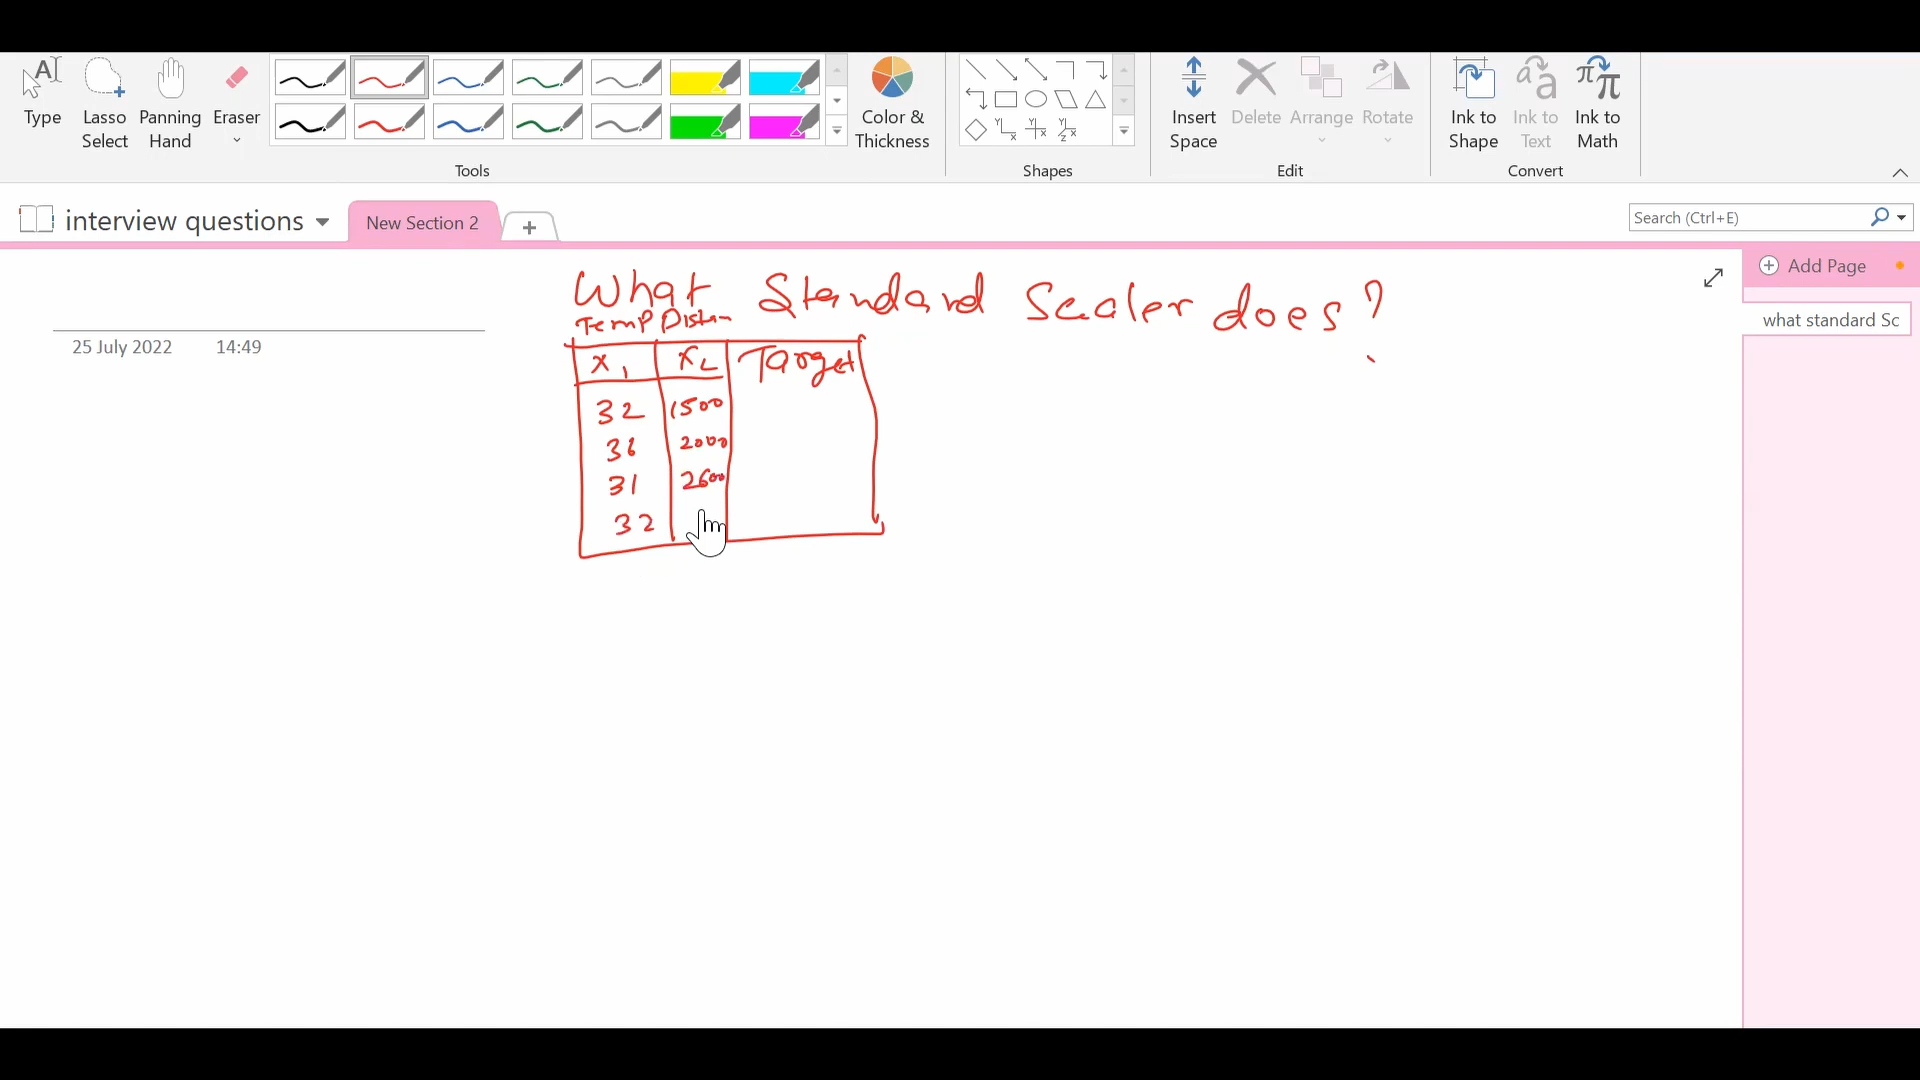 Type
Lasso Select
Panning Hand
Eraser
Color & Thickness
Insert Space
Delete
Arrange
Rotate
Ink to Shape
Ink to Text
Ink to Math
Tools
Shapes
Edit
Convert
interview questions
New Section 2
Search (Ctrl+E)
Add Page
what standard Sc
25 July 2022 14:49
What Standard Scaler does?
Temp Distan
x1 x2 Target
32 1500
36 2000
31 2600
32